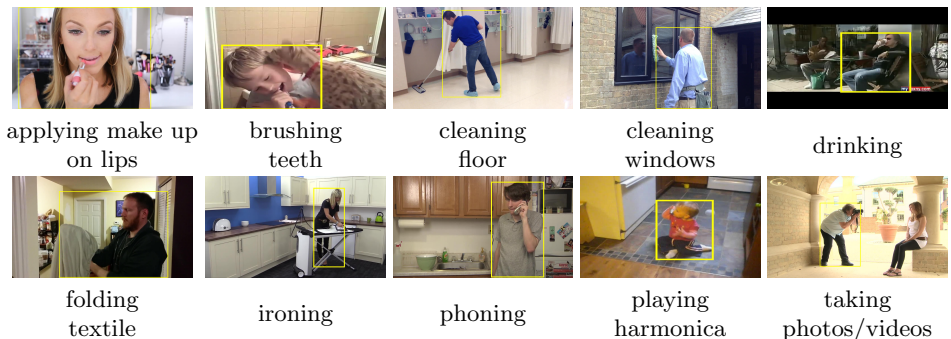 applying make up
on lips
brushing
teeth
cleaning
floor
cleaning
windows
drinking
folding
textile
ironing
phoning
playing
harmonica
taking
photos/videos